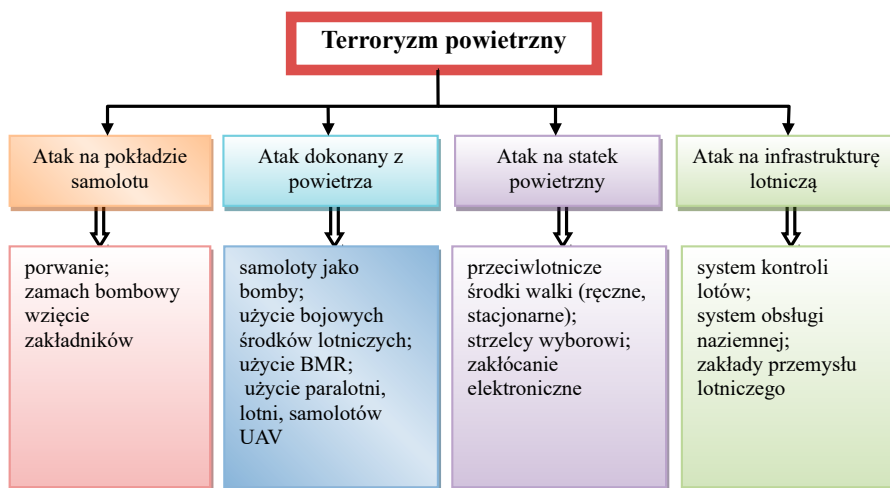 Terroryzm powietrzny
Atak na pokładzie
samolotu
Atak dokonany z
powietrza
Atak na statek
powietrzny
Atak na infrastrukturę
lotniczą
porwanie;
zamach bombowy
wzięcie
zakładników
samoloty jako
bomby;
użycie bojowych
środków lotniczych;
użycie BMR;
użycie paralotni,
lotni, samolotów
UAV
przeciwlotnicze
środki walki (ręczne,
stacjonarne);
strzelcy wyborowi;
zakłócanie
elektroniczne
system kontroli
lotów;
system obsługi
naziemnej;
zakłady przemysłu
lotniczego